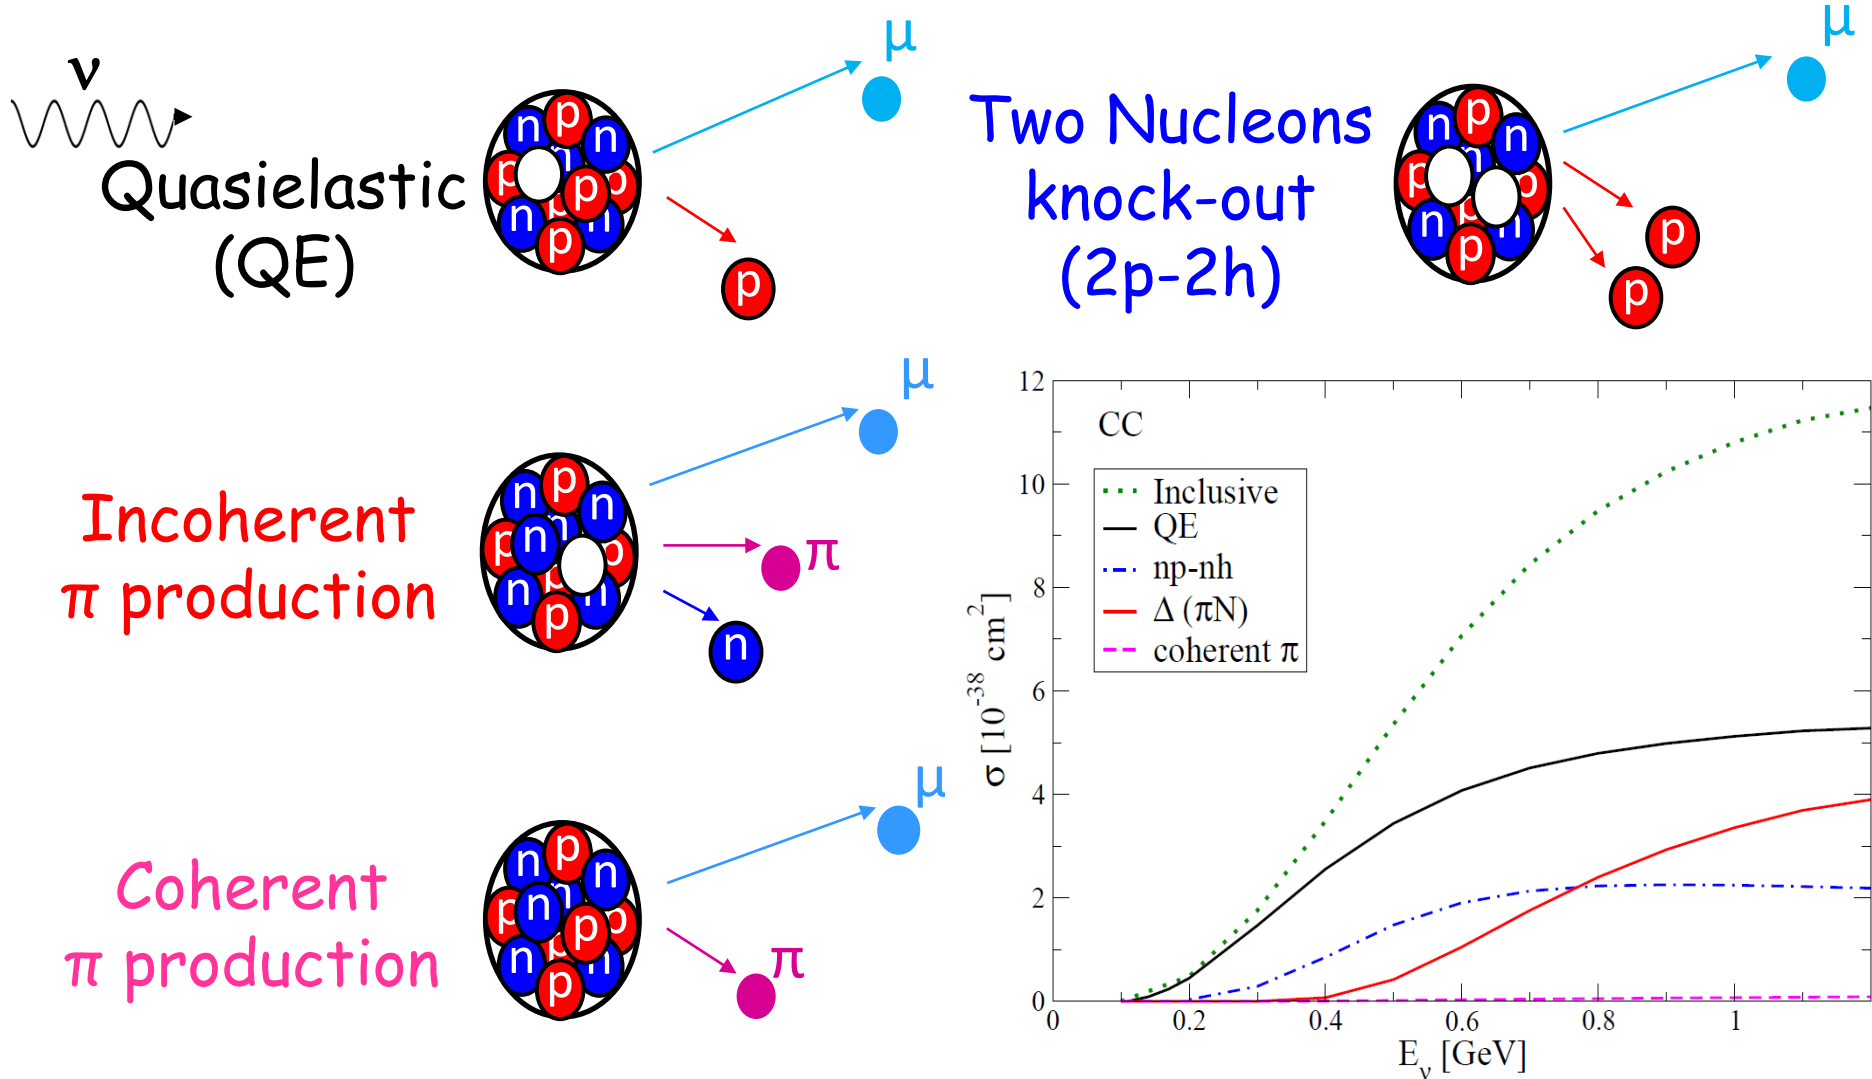 ν
μ
Quasielastic
(QE)
n p n
p n p p
n p n
p
p
μ
Two Nucleons
knock-out
(2p-2h)
n p n
p n p
n p n
p
p
p
μ
Incoherent
π production
n p n
p n n p
n p n
p
π
n
μ
Coherent
π production
n p n
p n n p p
n p n
p
π
CC
Inclusive
QE
np-nh
Δ (πN)
coherent π
σ [10⁻³⁸ cm²]
12
10
8
6
4
2
0
0 0.2 0.4 0.6 0.8 1
Eᵥ [GeV]